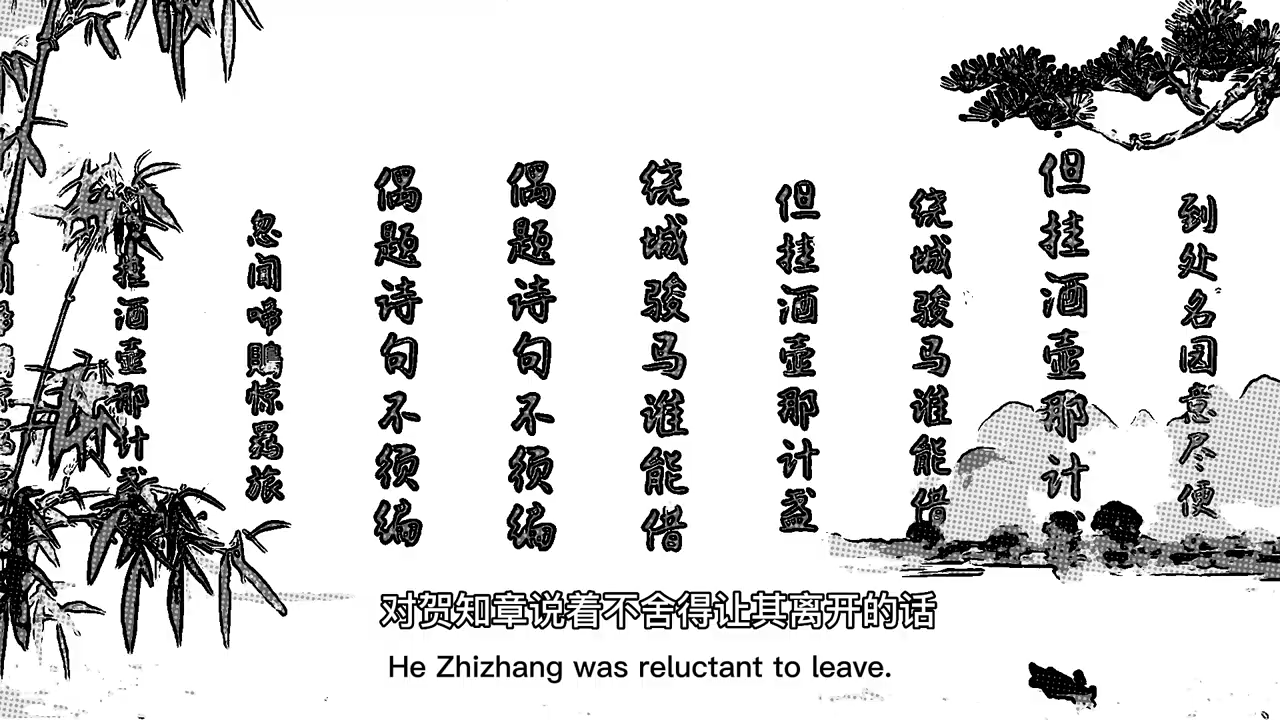 到处名因意尽便
但挂酒壶那计
绕城骏马谁能借
但挂酒壶那计盏
绕城骏马谁能借
偶题诗句不须编
偶题诗句不须编
忽闻啼鵙惊羁旅
挂酒壶那计盏
对贺知章说着不舍得让其离开的话
He Zhizhang was reluctant to leave.